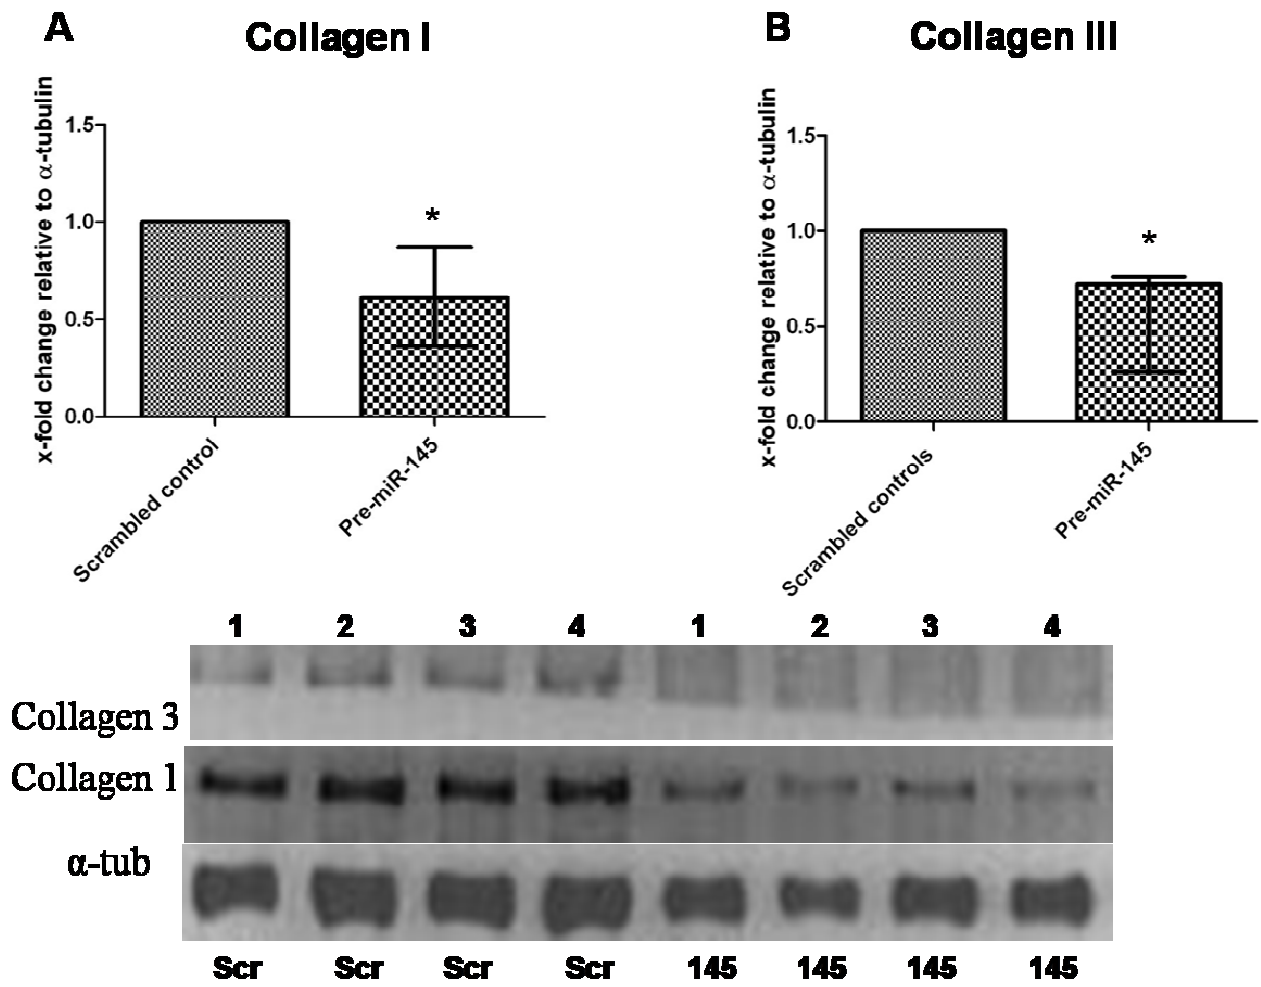 A
Collagen I
x-fold change relative to α-tubulin
1.5
1.0
*
0.5
0.0
Scrambled control
Pre-miR-145
B
Collagen III
x-fold change relative to α-tubulin
1.5
1.0
*
0.5
0.0
Scrambled controls
Pre-miR-145
1 2 3 4 1 2 3 4
Collagen 3
Collagen 1
α-tub
Scr Scr Scr Scr 145 145 145 145